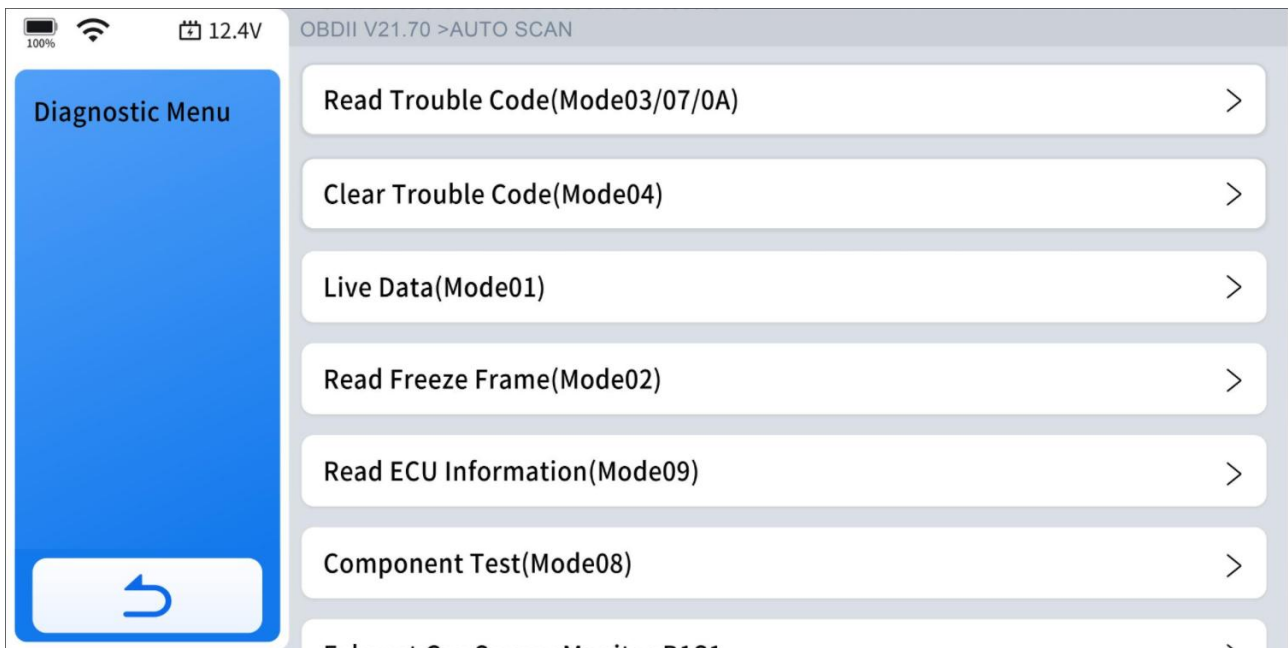 100%
12.4V
OBDII V21.70 >AUTO SCAN
Diagnostic Menu
Read Trouble Code(Mode03/07/0A)
Clear Trouble Code(Mode04)
Live Data(Mode01)
Read Freeze Frame(Mode02)
Read ECU Information(Mode09)
Component Test(Mode08)